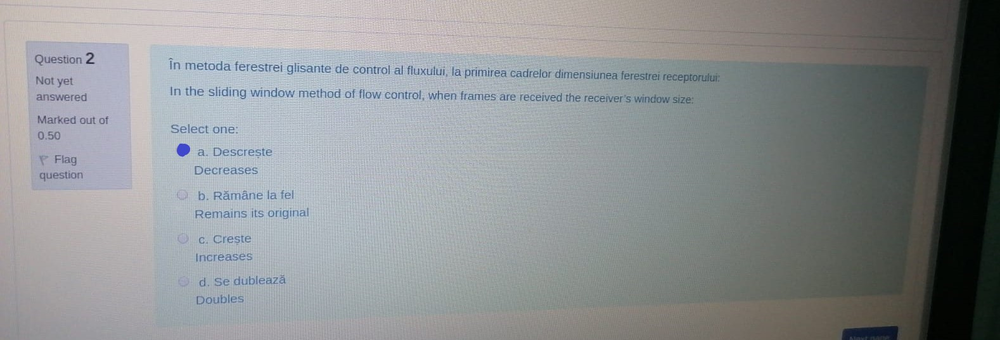 Question 2
Not yet
answered
Marked out of
0.50
Flag
question
În metoda ferestrei glisante de control al fluxului, la primirea cadrelor dimensiunea ferestrei receptorului:
In the sliding window method of flow control, when frames are received the receiver's window size:
Select one:
a. Descrește
Decreases
b. Rămâne la fel
Remains its original
c. Crește
Increases
d. Se dublează
Doubles
Next page